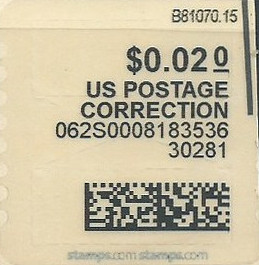 B81070.15
$0.020
US POSTAGE
CORRECTION
062S0008183536
30281
stamps.com stamps.com